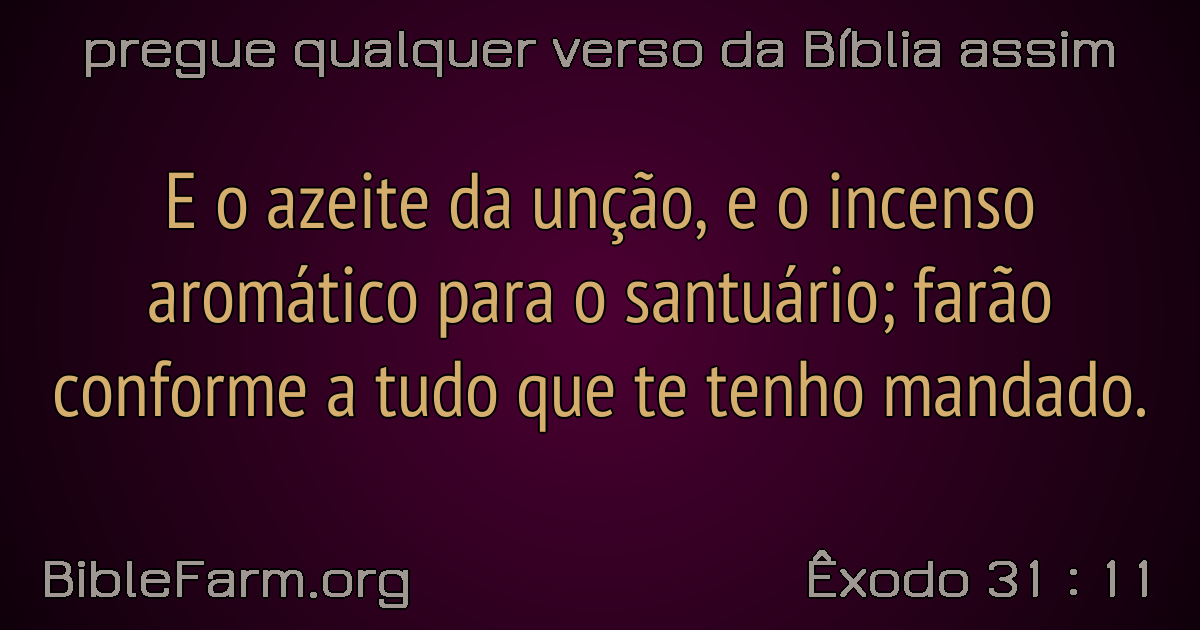 pregue qualquer verso da Bíblia assim
E o azeite da unção, e o incenso
aromático para o santuário; farão
conforme a tudo que te tenho mandado.
BibleFarm.org
Êxodo 31 : 11